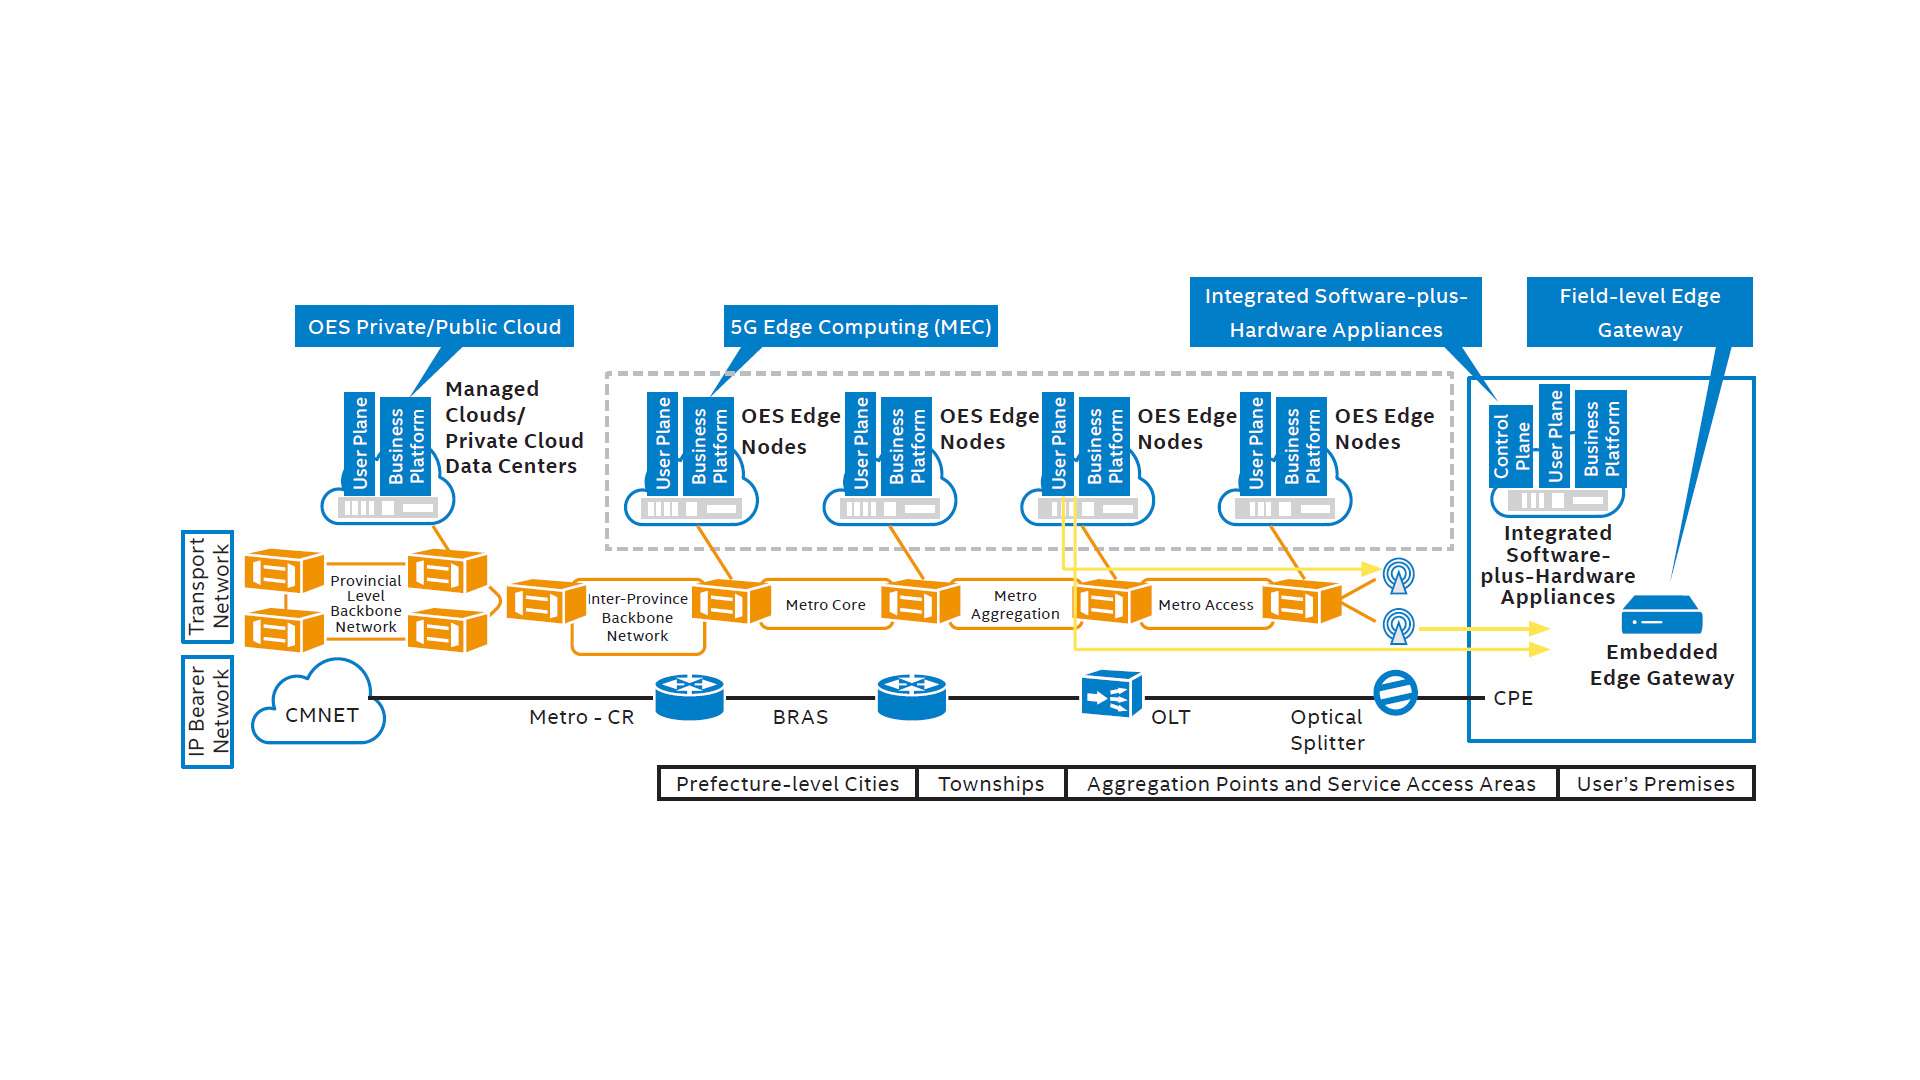 OES Private/Public Cloud
5G Edge Computing (MEC)
Integrated Software-plus-
Hardware Appliances
Field-level Edge
Gateway
User Plane
Business
Platform
Managed
Clouds/
Private Cloud
Data Centers
User Plane
Business
Platform
OES Edge
Nodes
User Plane
Business
Platform
OES Edge
Nodes
User Plane
Business
Platform
OES Edge
Nodes
User Plane
Business
Platform
OES Edge
Nodes
Control
Plane
User Plane
Business
Platform
Integrated
Software-
plus-Hardware
Appliances
Transport
Network
Provincial
Level
Backbone
Network
Inter-Province
Backbone
Network
Metro Core
Metro
Aggregation
Metro Access
Embedded
Edge Gateway
IP Bearer
Network
CMNET
Metro - CR
BRAS
OLT
Optical
Splitter
CPE
Prefecture-level Cities
Townships
Aggregation Points and Service Access Areas
User’s Premises